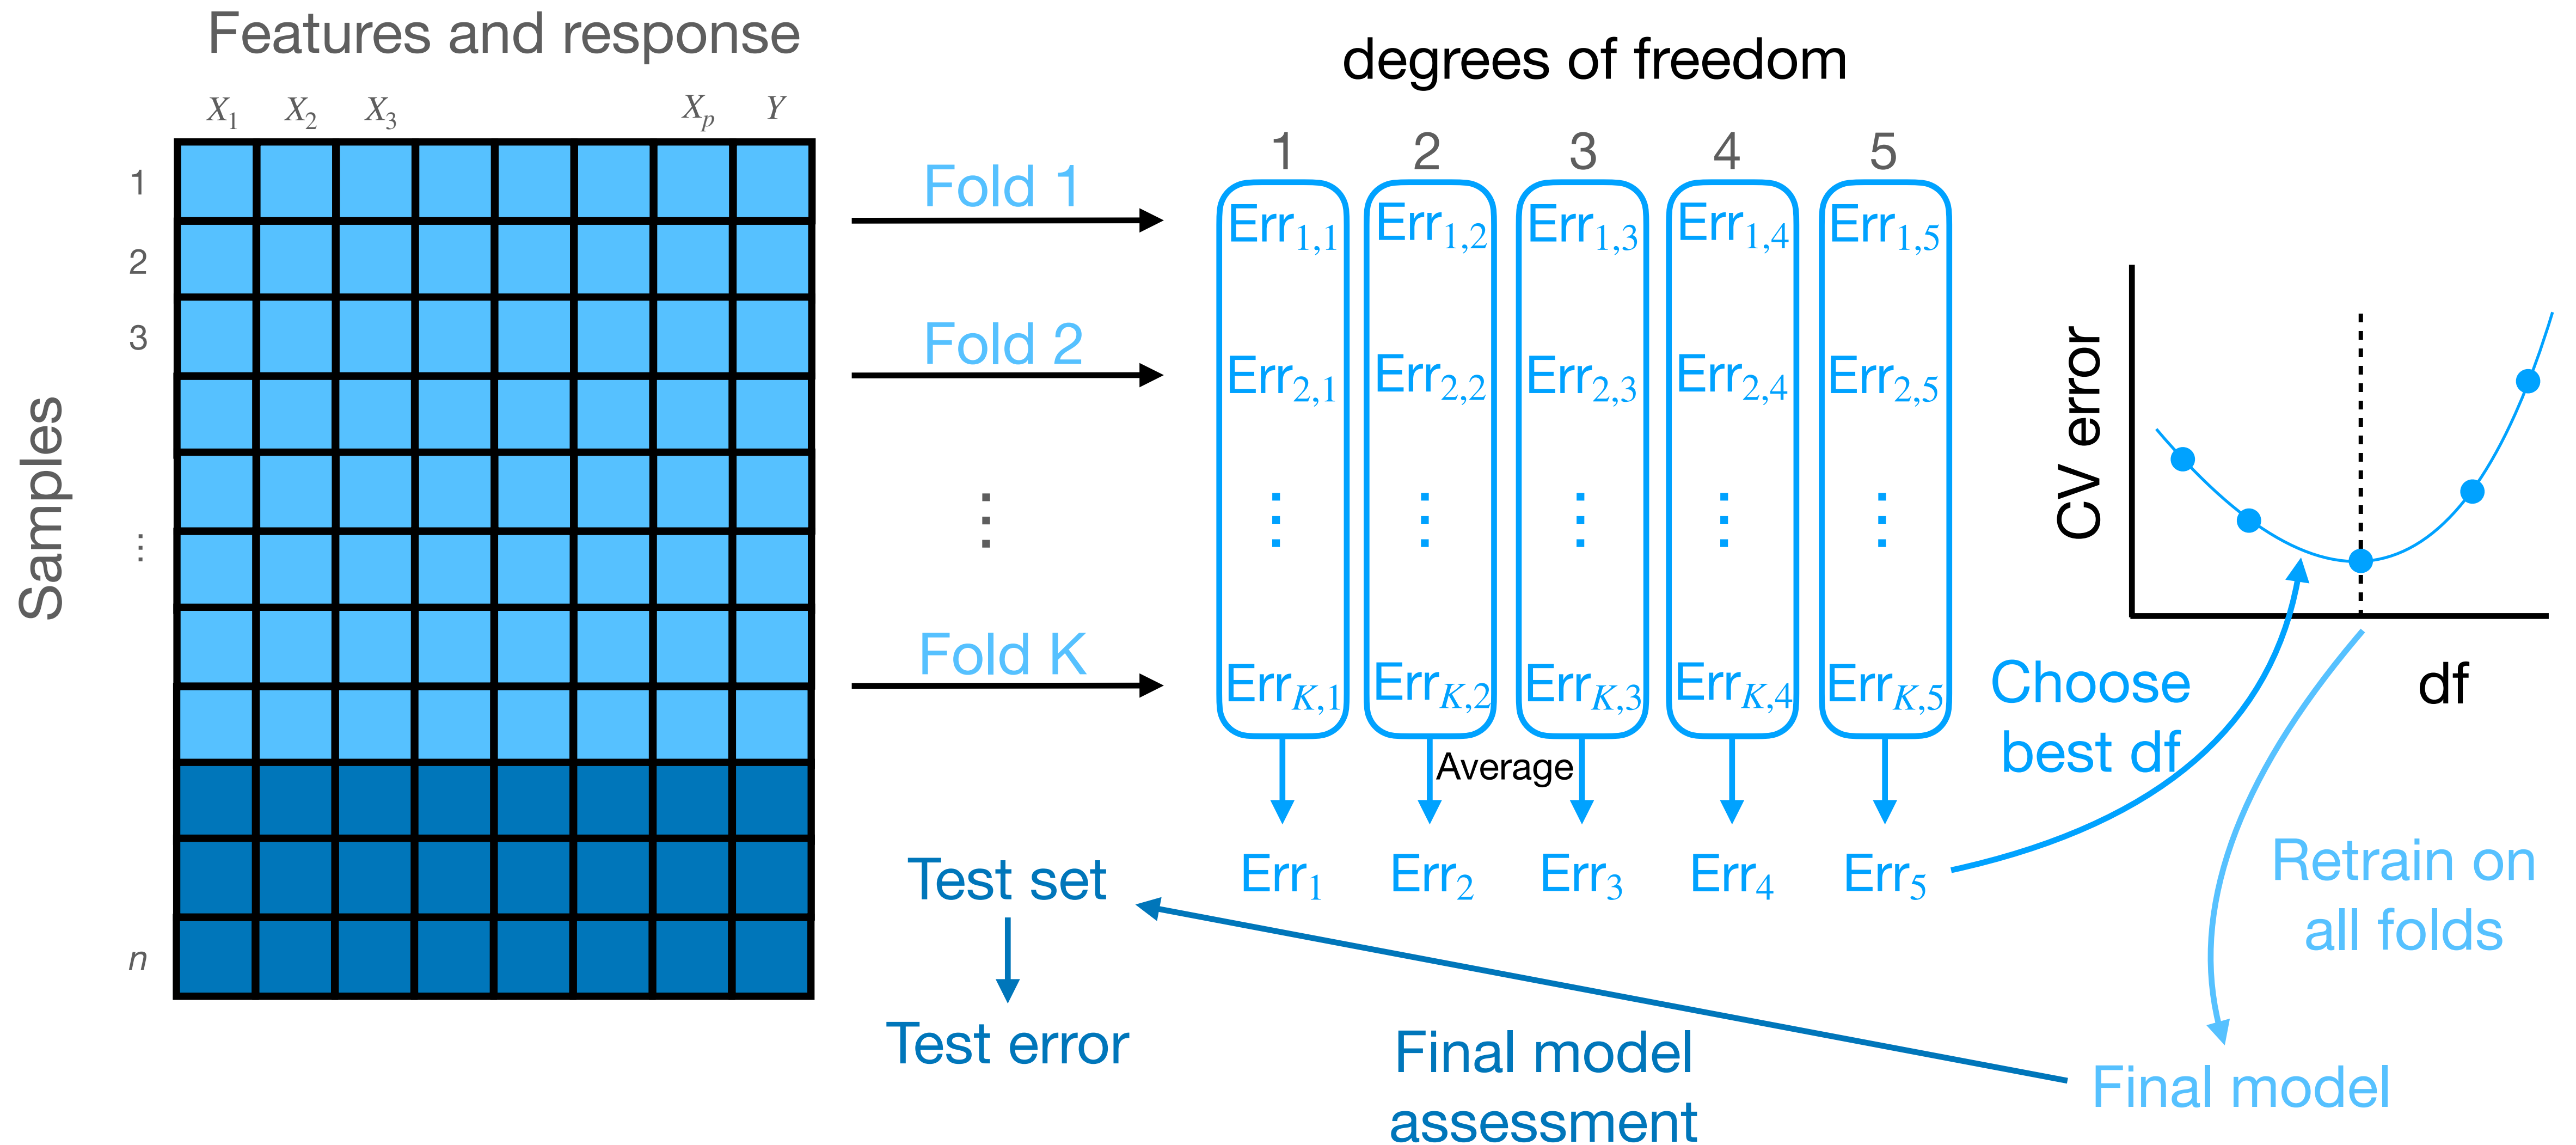 Features and response
X1 X2 X3 Xp Y
1
2
3
⋮
n
Samples
Fold 1
Fold 2
⋮
Fold K
degrees of freedom
1 2 3 4 5
Err1,1 Err1,2 Err1,3 Err1,4 Err1,5
Err2,1 Err2,2 Err2,3 Err2,4 Err2,5
⋮ ⋮ ⋮ ⋮ ⋮
ErrK,1 ErrK,2 ErrK,3 ErrK,4 ErrK,5
Average
Err1 Err2 Err3 Err4 Err5
CV error
df
Choose
best df
Retrain on
all folds
Final model
Final model
assessment
Test set
Test error